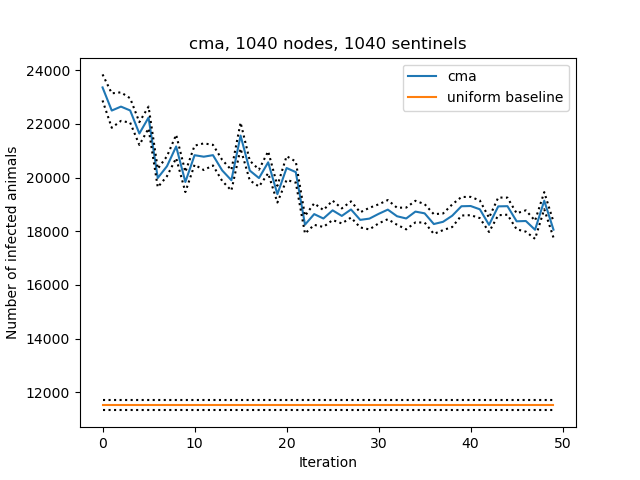 cma, 1040 nodes, 1040 sentinels
cma
uniform baseline
Number of infected animals
24000
22000
20000
18000
16000
14000
12000
0 10 20 30 40 50
Iteration